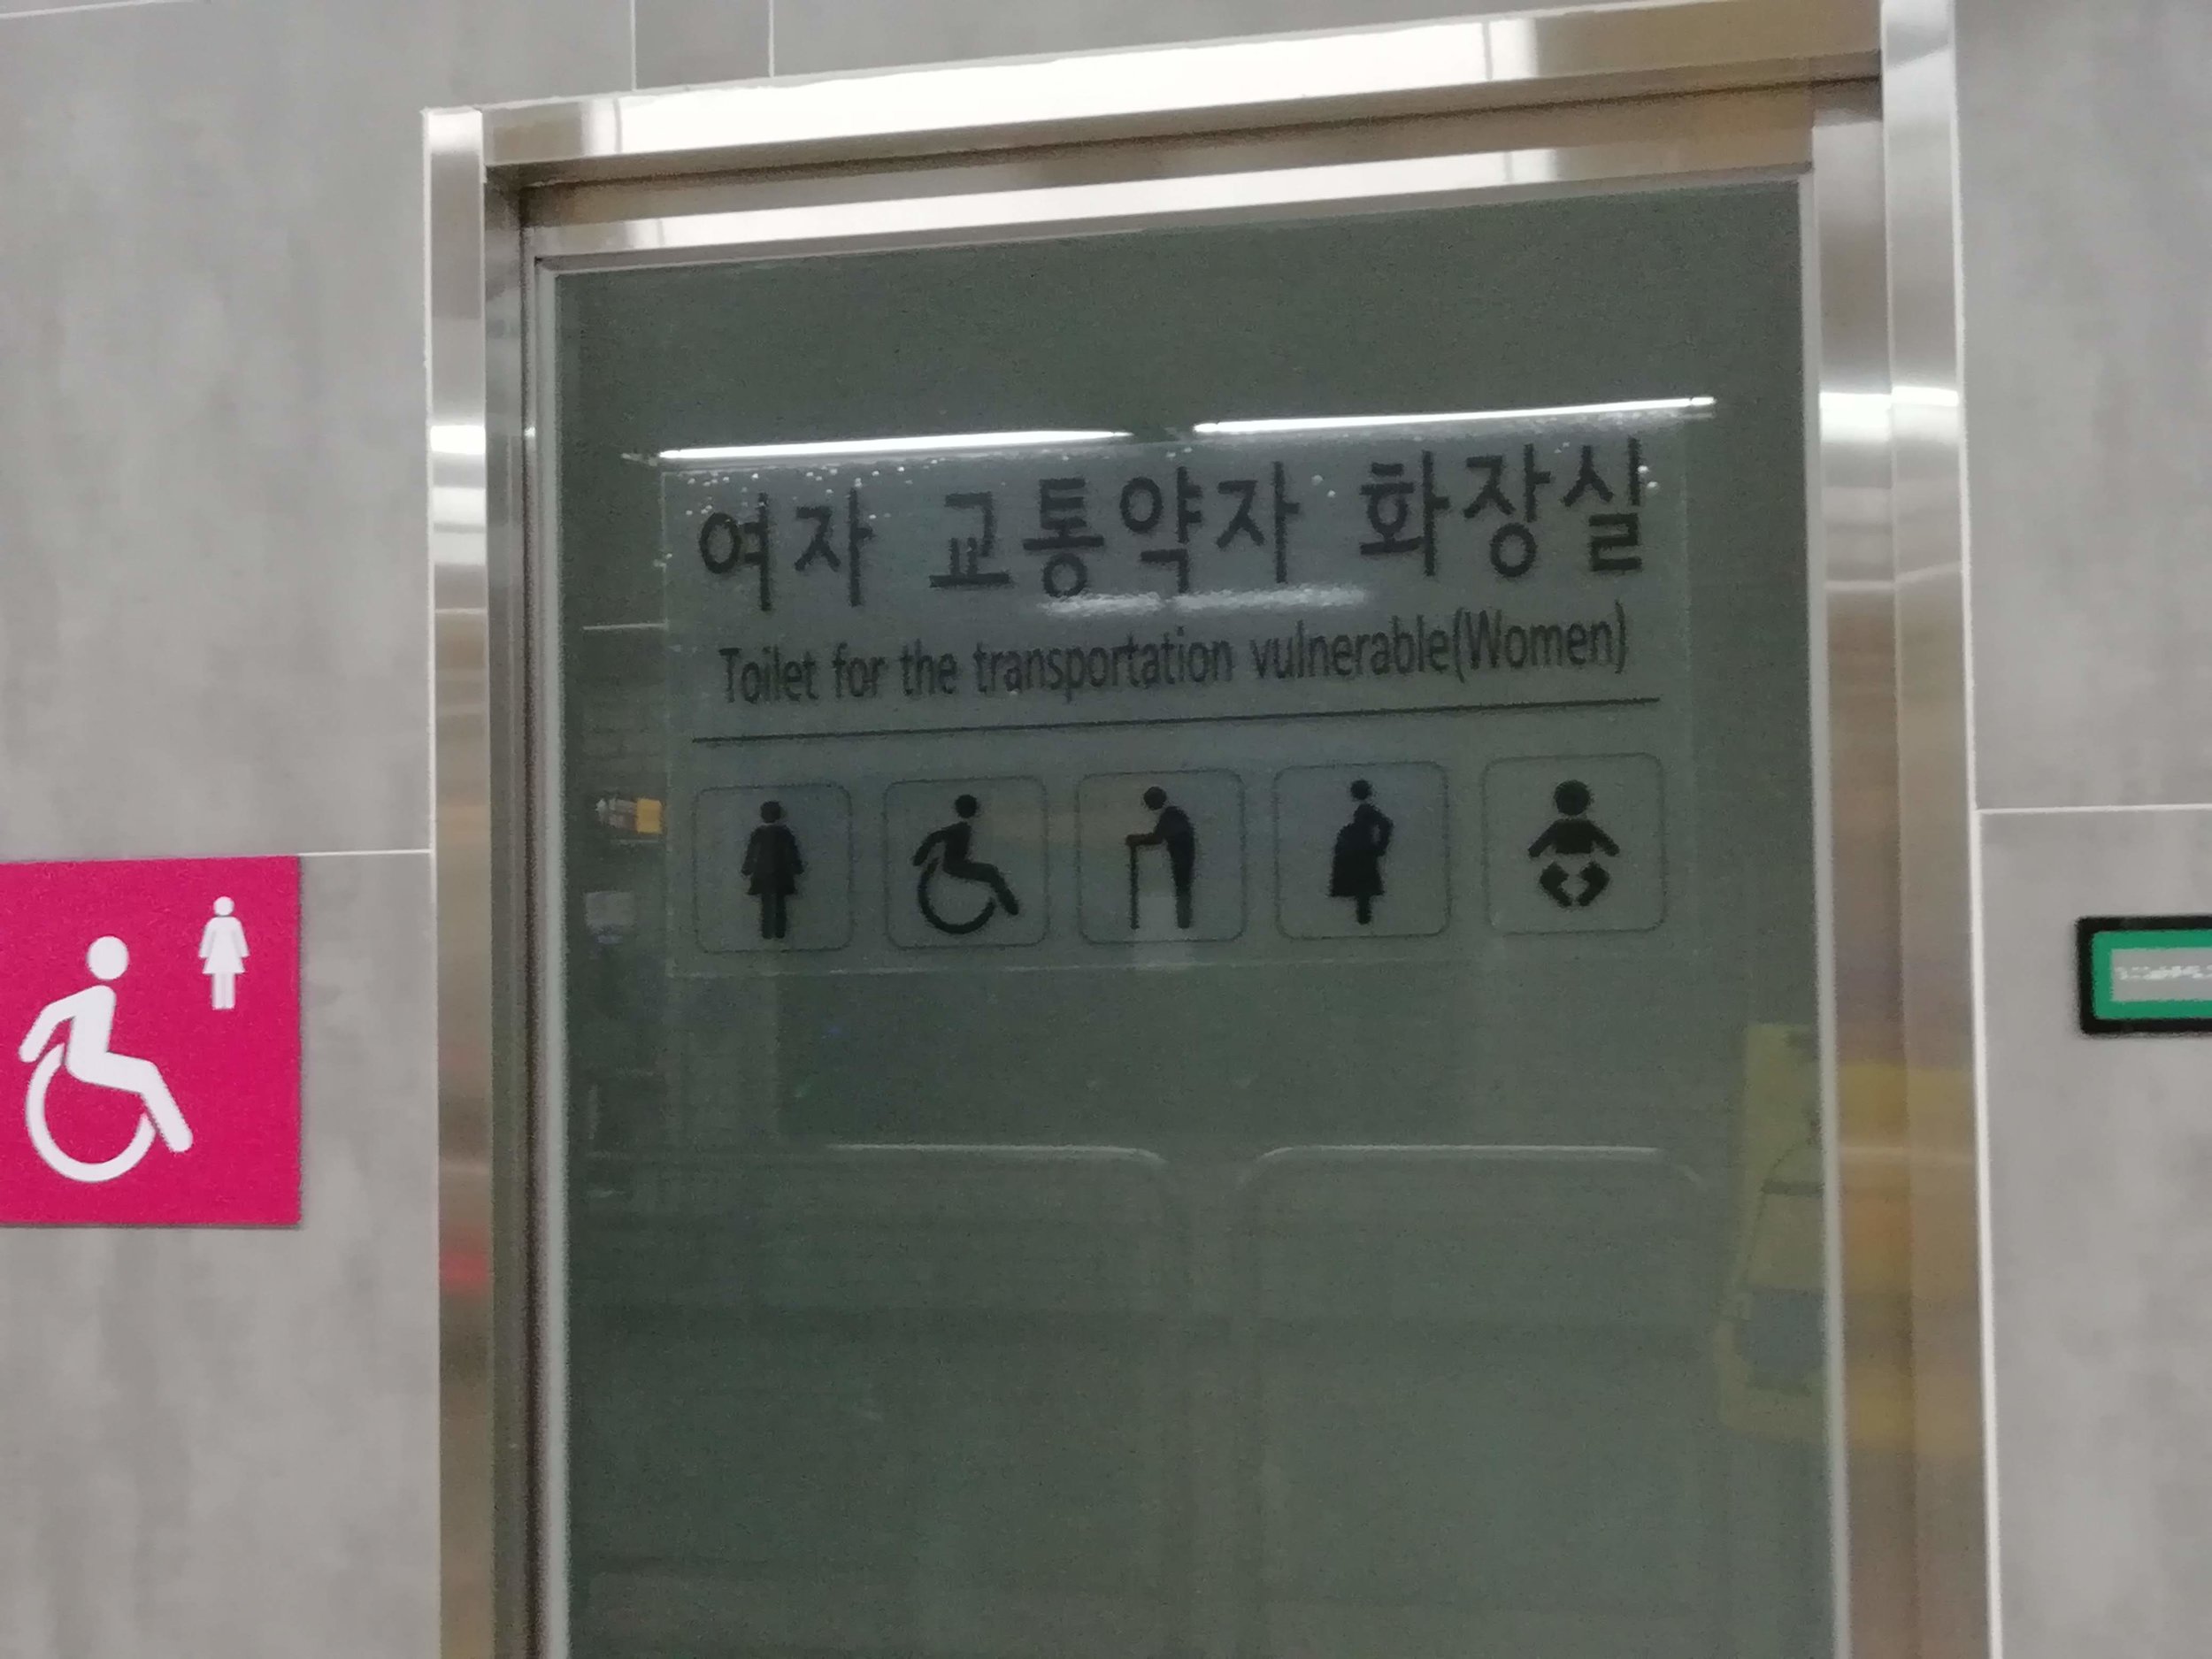 여자 교통약자 화장실
Toilet for the transportation vulnerable(Women)